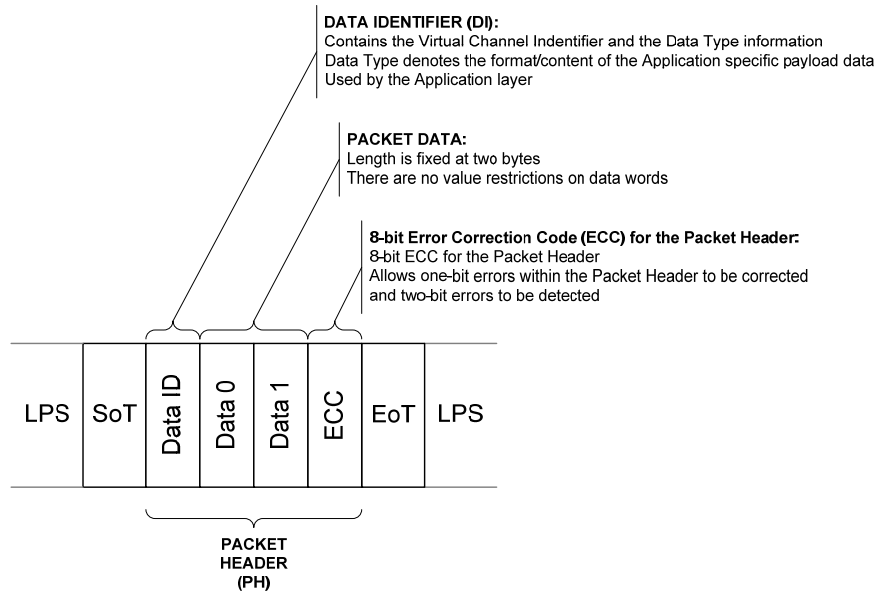 DATA IDENTIFIER (DI):
Contains the Virtual Channel Indentifier and the Data Type information
Data Type denotes the format/content of the Application specific payload data
Used by the Application layer
PACKET DATA:
Length is fixed at two bytes
There are no value restrictions on data words
8-bit Error Correction Code (ECC) for the Packet Header:
8-bit ECC for the Packet Header
Allows one-bit errors within the Packet Header to be corrected
and two-bit errors to be detected
LPS
SoT
Data ID
Data 0
Data 1
ECC
EoT
LPS
PACKET
HEADER
(PH)